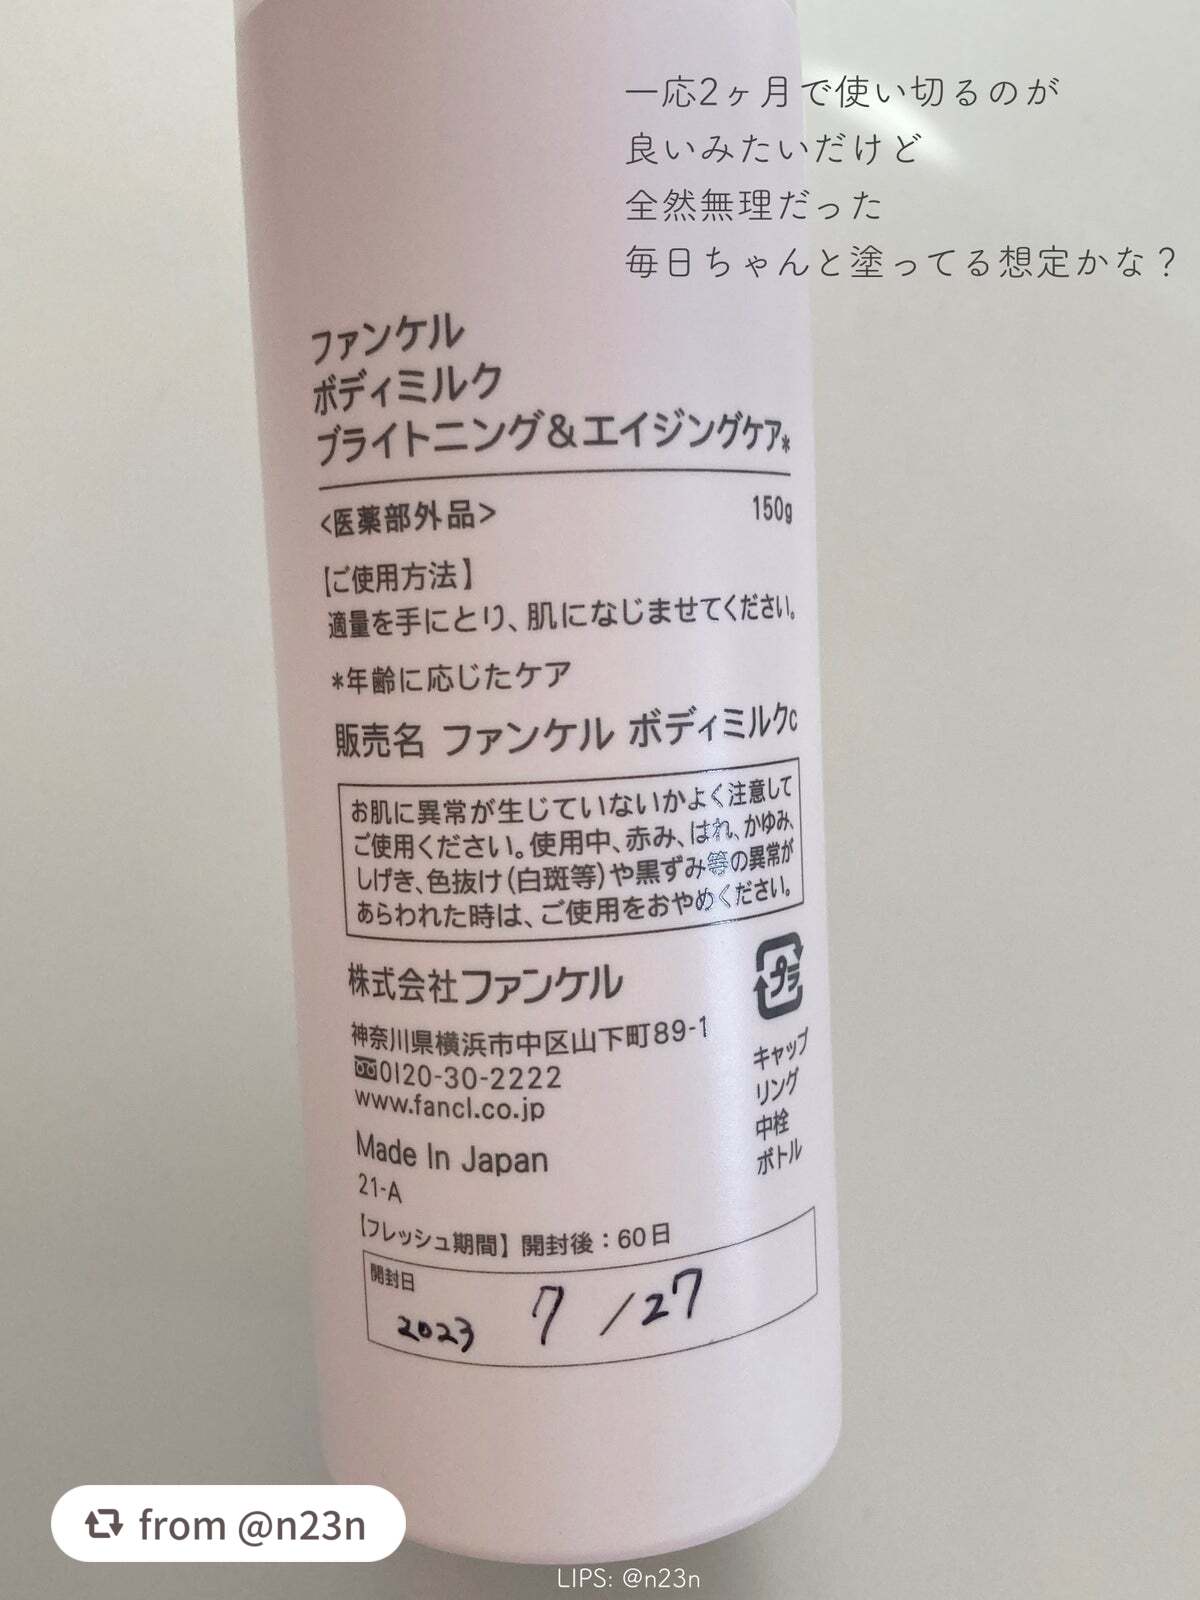 一応2ヶ月で使い切るのが
良いみたいだけど
全然無理だった
毎日ちゃんと塗ってる想定かな？
ファンケル
ボディミルク
ブライトニング&エイジングケア*
<医薬部外品> 150g
【ご使用方法】
適量を手にとり、肌になじませてください。
*年齢に応じたケア
販売名 ファンケル ボディミルクc
お肌に異常が生じていないかよく注意して
ご使用ください。使用中、赤み、はれ、かゆみ、
しげき、色抜け(白斑等)や黒ずみ等の異常が
あらわれた時は、ご使用をおやめください。
株式会社ファンケル
神奈川県横浜市中区山下町89-1
0120-30-2222
www.fancl.co.jp
プラ
キャップ
リング
中栓
ボトル
Made In Japan
21-A
【フレッシュ期間】開封後：60日
開封日
2023 7/27
from @n23n
LIPS: @n23n